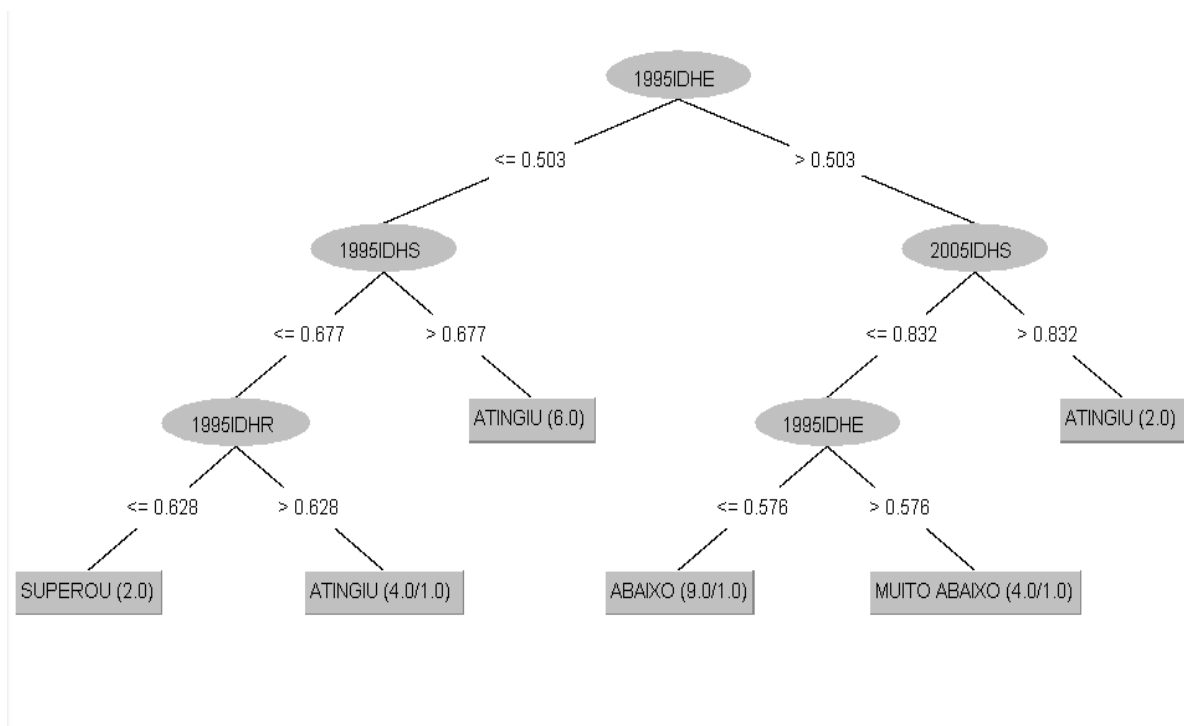 1995IDHE
<= 0.503
> 0.503
1995IDHS
2005IDHS
<= 0.677
> 0.677
<= 0.832
> 0.832
1995IDHR
ATINGIU (6.0)
1995IDHE
ATINGIU (2.0)
<= 0.628
> 0.628
<= 0.576
> 0.576
SUPEROU (2.0)
ATINGIU (4.0/1.0)
ABAIXO (9.0/1.0)
MUITO ABAIXO (4.0/1.0)